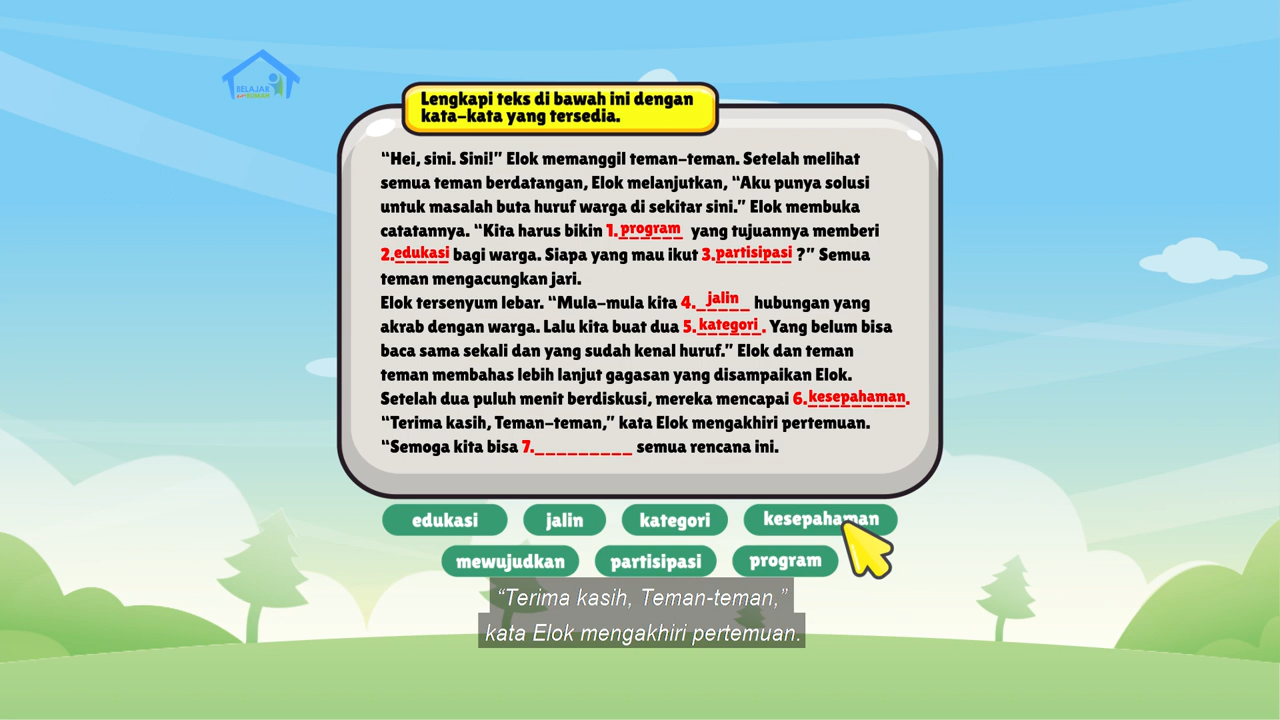 BELAJAR
RUMAH
Lengkapi teks di bawah ini dengan
kata-kata yang tersedia.
“Hei, sini. Sini!” Elok memanggil teman-teman. Setelah melihat
semua teman berdatangan, Elok melanjutkan, “Aku punya solusi
untuk masalah buta huruf warga di sekitar sini.” Elok membuka
catatannya. “Kita harus bikin 1. program yang tujuannya memberi
2. edukasi bagi warga. Siapa yang mau ikut 3. partisipasi ?” Semua
teman mengacungkan jari.
Elok tersenyum lebar. “Mula-mula kita 4. jalin hubungan yang
akrab dengan warga. Lalu kita buat dua 5. kategori . Yang belum bisa
baca sama sekali dan yang sudah kenal huruf.” Elok dan teman
teman membahas lebih lanjut gagasan yang disampaikan Elok.
Setelah dua puluh menit berdiskusi, mereka mencapai 6. kesepahaman.
“Terima kasih, Teman-teman,” kata Elok mengakhiri pertemuan.
“Semoga kita bisa 7._________ semua rencana ini.
edukasi jalin kategori kesepahaman
mewujudkan partisipasi program
“Terima kasih, Teman-teman,”
kata Elok mengakhiri pertemuan.